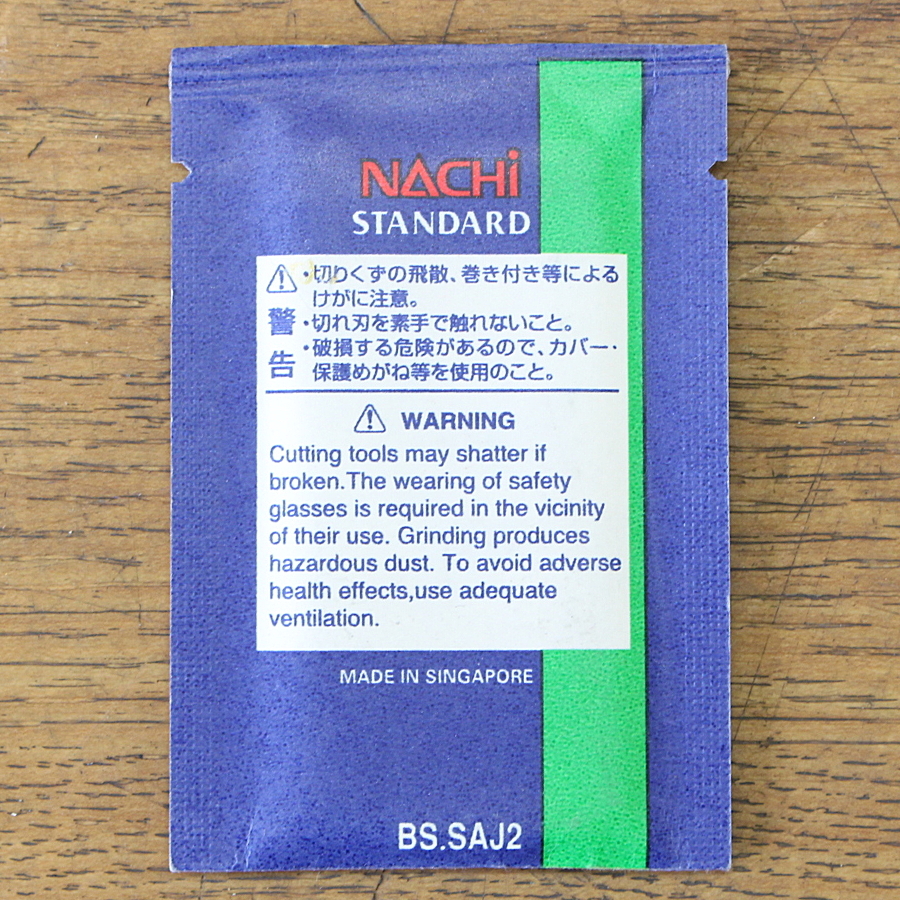 NACHi
STANDARD
⚠ ・切りくずの飛散、巻き付き等による
けがに注意。
警告
・切れ刃を素手で触れないこと。
・破損する危険があるので、カバー・
保護めがね等を使用のこと。
⚠ WARNING
Cutting tools may shatter if
broken.The wearing of safety
glasses is required in the vicinity
of their use. Grinding produces
hazardous dust. To avoid adverse
health effects,use adequate
ventilation.
MADE IN SINGAPORE
BS.SAJ2